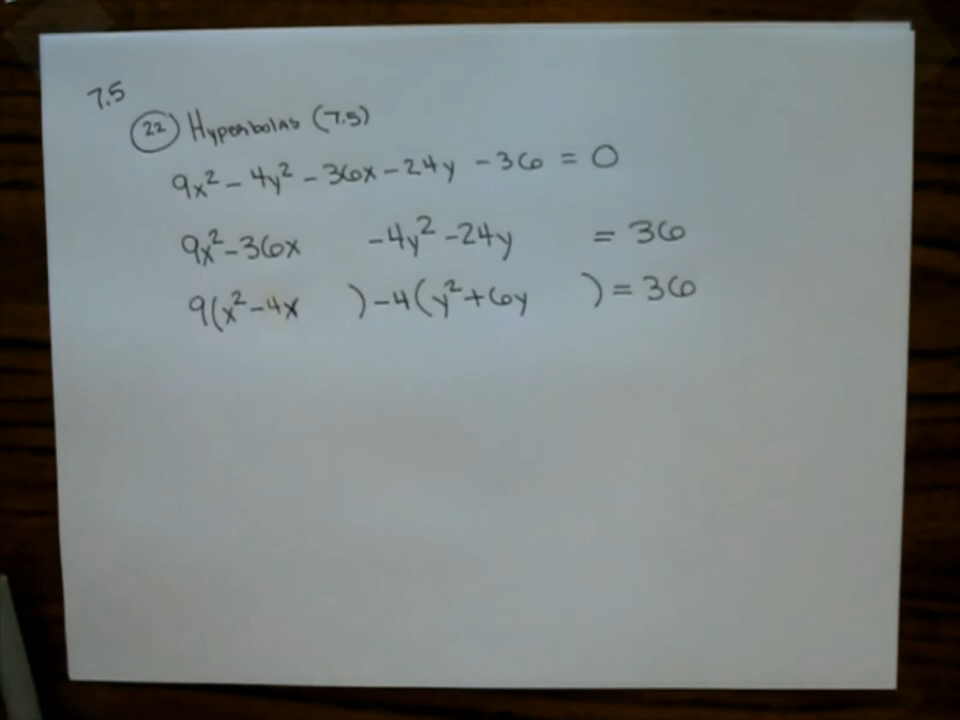 7.5
22 Hyperbolas (7.5)
9x² - 4y² - 36x - 24y - 36 = 0
9x² - 36x - 4y² - 24y = 36
9(x² - 4x ) - 4(y² + 6y ) = 36